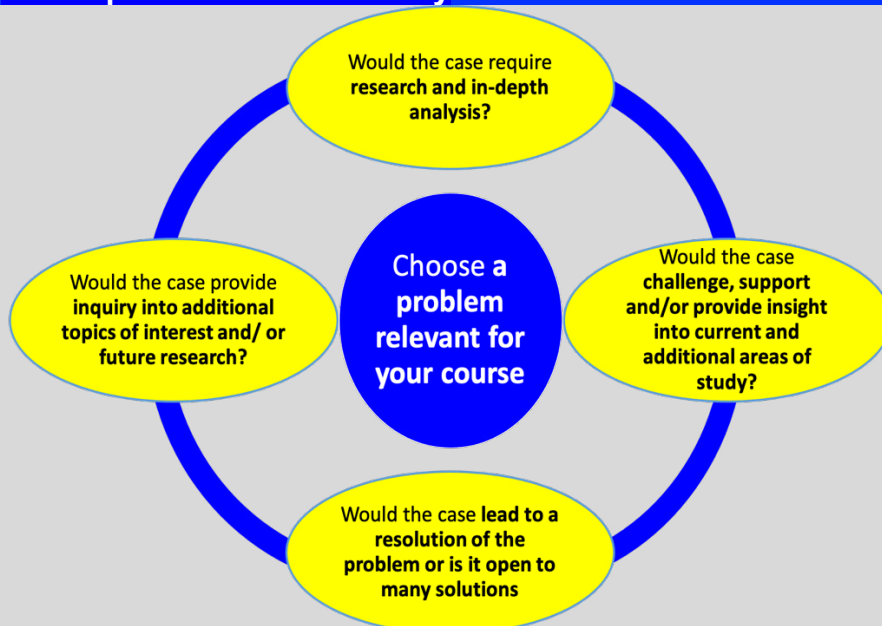 Would the case require
research and in-depth
analysis?
Would the case provide
inquiry into additional
topics of interest and/ or
future research?
Choose a
problem
relevant for
your course
Would the case
challenge, support
and/or provide insight
into current and
additional areas of
study?
Would the case lead to a
resolution of the
problem or is it open to
many solutions